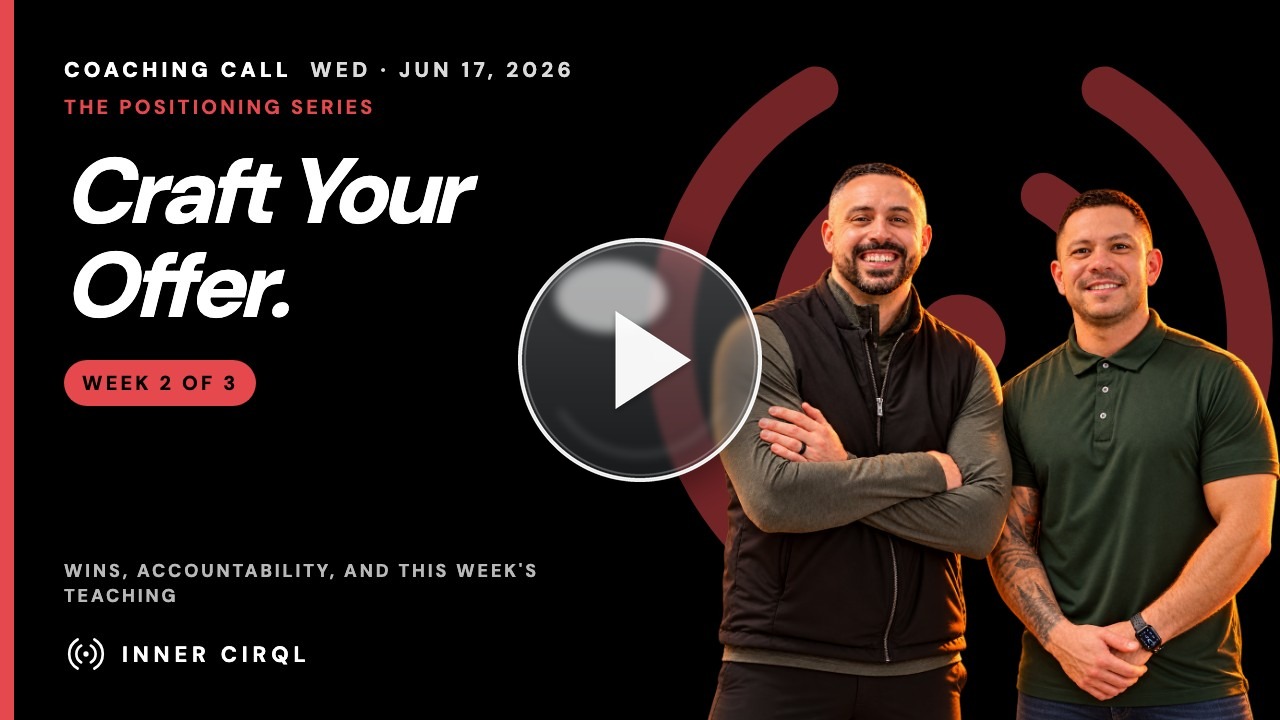 COACHING CALL WED · JUN 17, 2026
THE POSITIONING SERIES
Craft Your
Offer.
WEEK 2 OF 3
WINS, ACCOUNTABILITY, AND THIS WEEK'S
TEACHING
INNER CIRQL